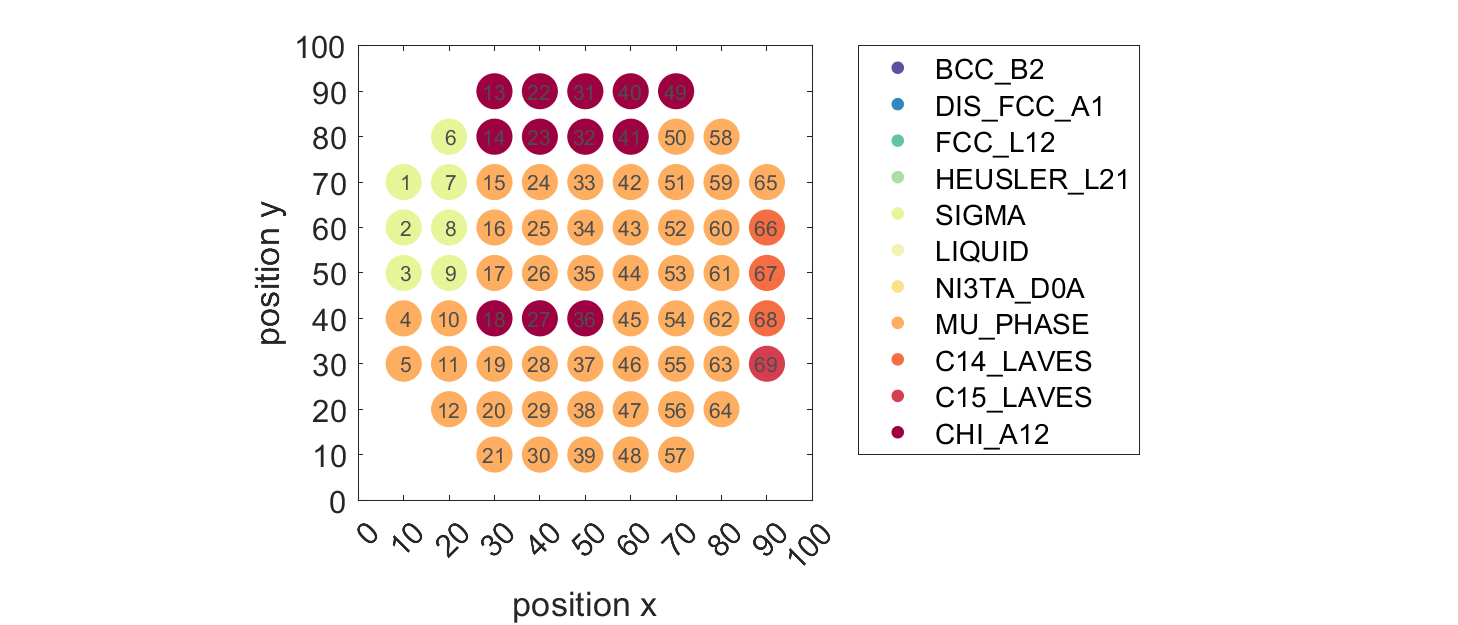 100
90
80
70
60
50
40
30
20
10
0
position y
13 22 31 40 49
6 14 23 32 41 50 58
1 7 15 24 33 42 51 59 65
2 8 16 25 34 43 52 60 66
3 9 17 26 35 44 53 61 67
4 10 18 27 36 45 54 62 68
5 11 19 28 37 46 55 63 69
12 20 29 38 47 56 64
21 30 39 48 57
0 10 20 30 40 50 60 70 80 90 100
position x
BCC_B2
DIS_FCC_A1
FCC_L12
HEUSLER_L21
SIGMA
LIQUID
NI3TA_D0A
MU_PHASE
C14_LAVES
C15_LAVES
CHI_A12